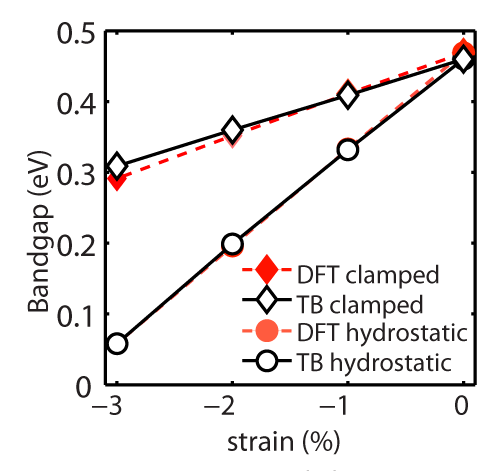 0.5
0.4
0.3
0.2
0.1
0
Bandgap (eV)
DFT clamped
TB clamped
DFT hydrostatic
TB hydrostatic
−3 −2 −1 0
strain (%)